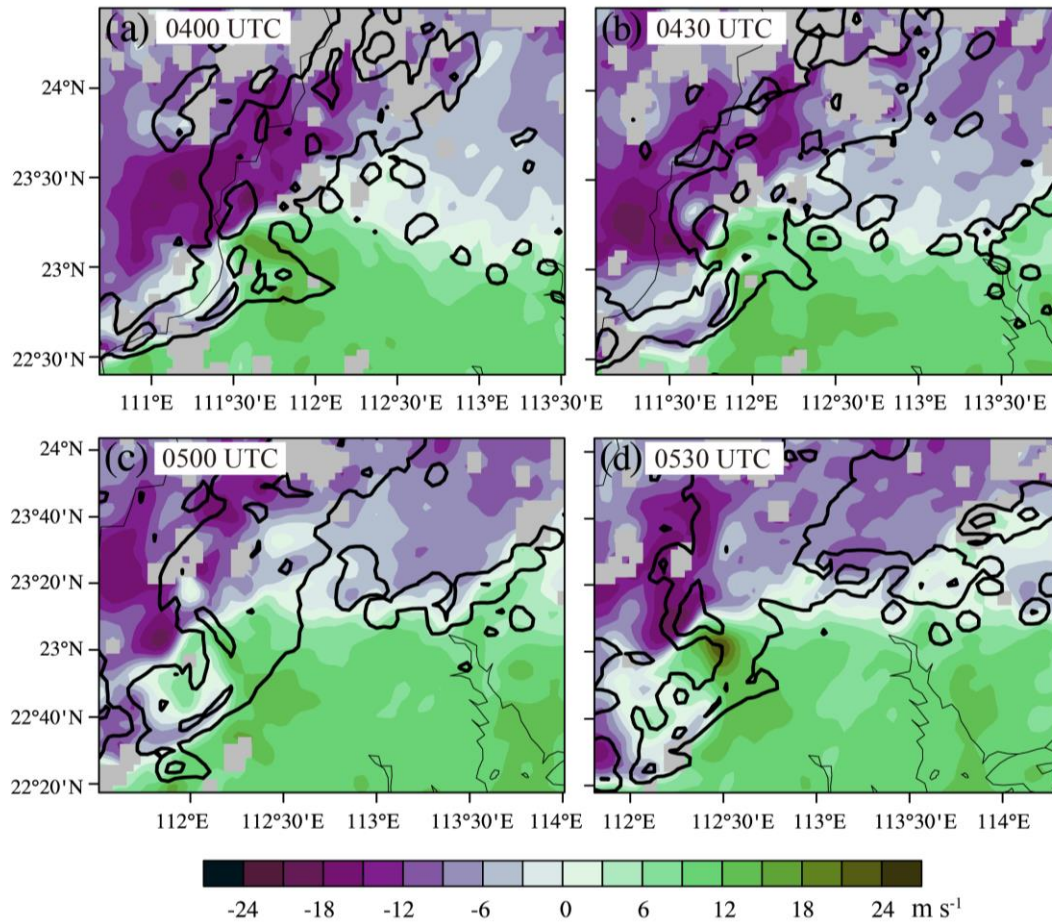 (a) 0400 UTC
(b) 0430 UTC
24°N
23°30'N
23°N
22°30'N
111°E 111°30'E 112°E 112°30'E 113°E 113°30'E
111°30'E 112°E 112°30'E 113°E 113°30'E
(c) 0500 UTC
(d) 0530 UTC
24°N
23°40'N
23°20'N
23°N
22°40'N
22°20'N
112°E 112°30'E 113°E 113°30'E 114°E
112°E 112°30'E 113°E 113°30'E 114°E
-24 -18 -12 -6 0 6 12 18 24 m s⁻¹